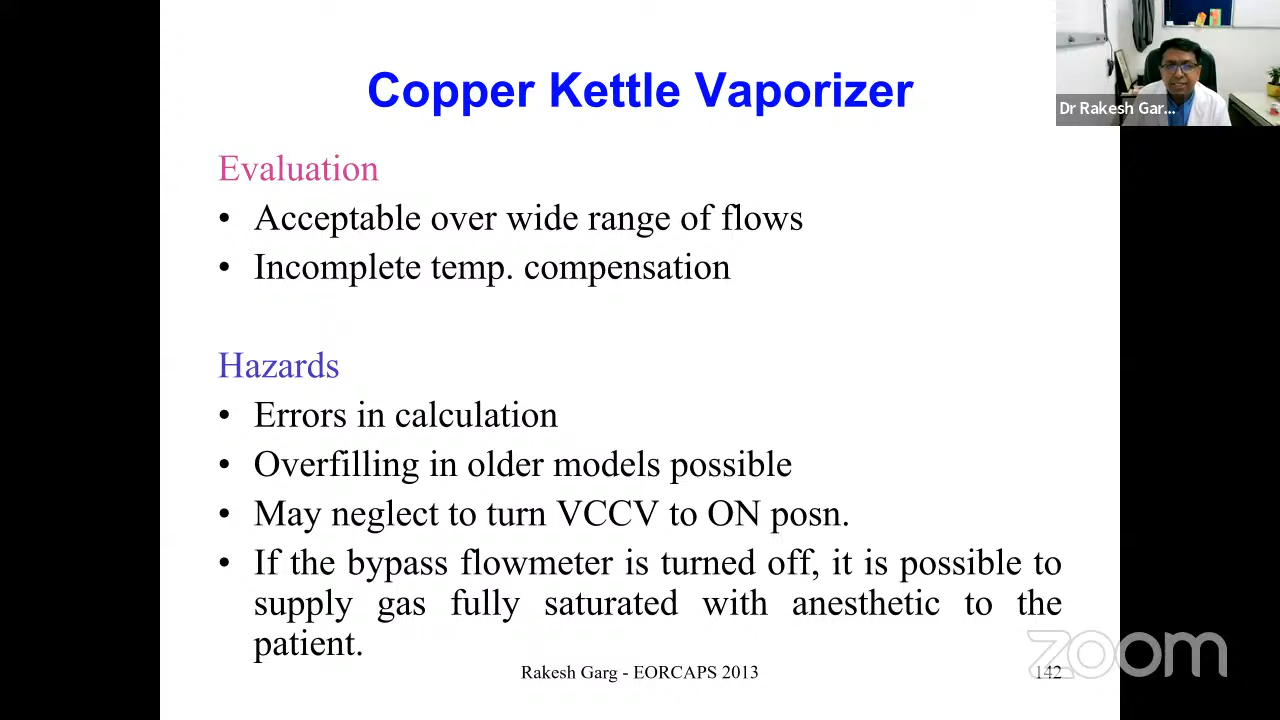 Copper Kettle Vaporizer
Dr Rakesh Gar...
Evaluation
• Acceptable over wide range of flows
• Incomplete temp. compensation
Hazards
• Errors in calculation
• Overfilling in older models possible
• May neglect to turn VCCV to ON posn.
• If the bypass flowmeter is turned off, it is possible to
supply gas fully saturated with anesthetic to the
patient.
Rakesh Garg - EORCAPS 2013
142
zoom